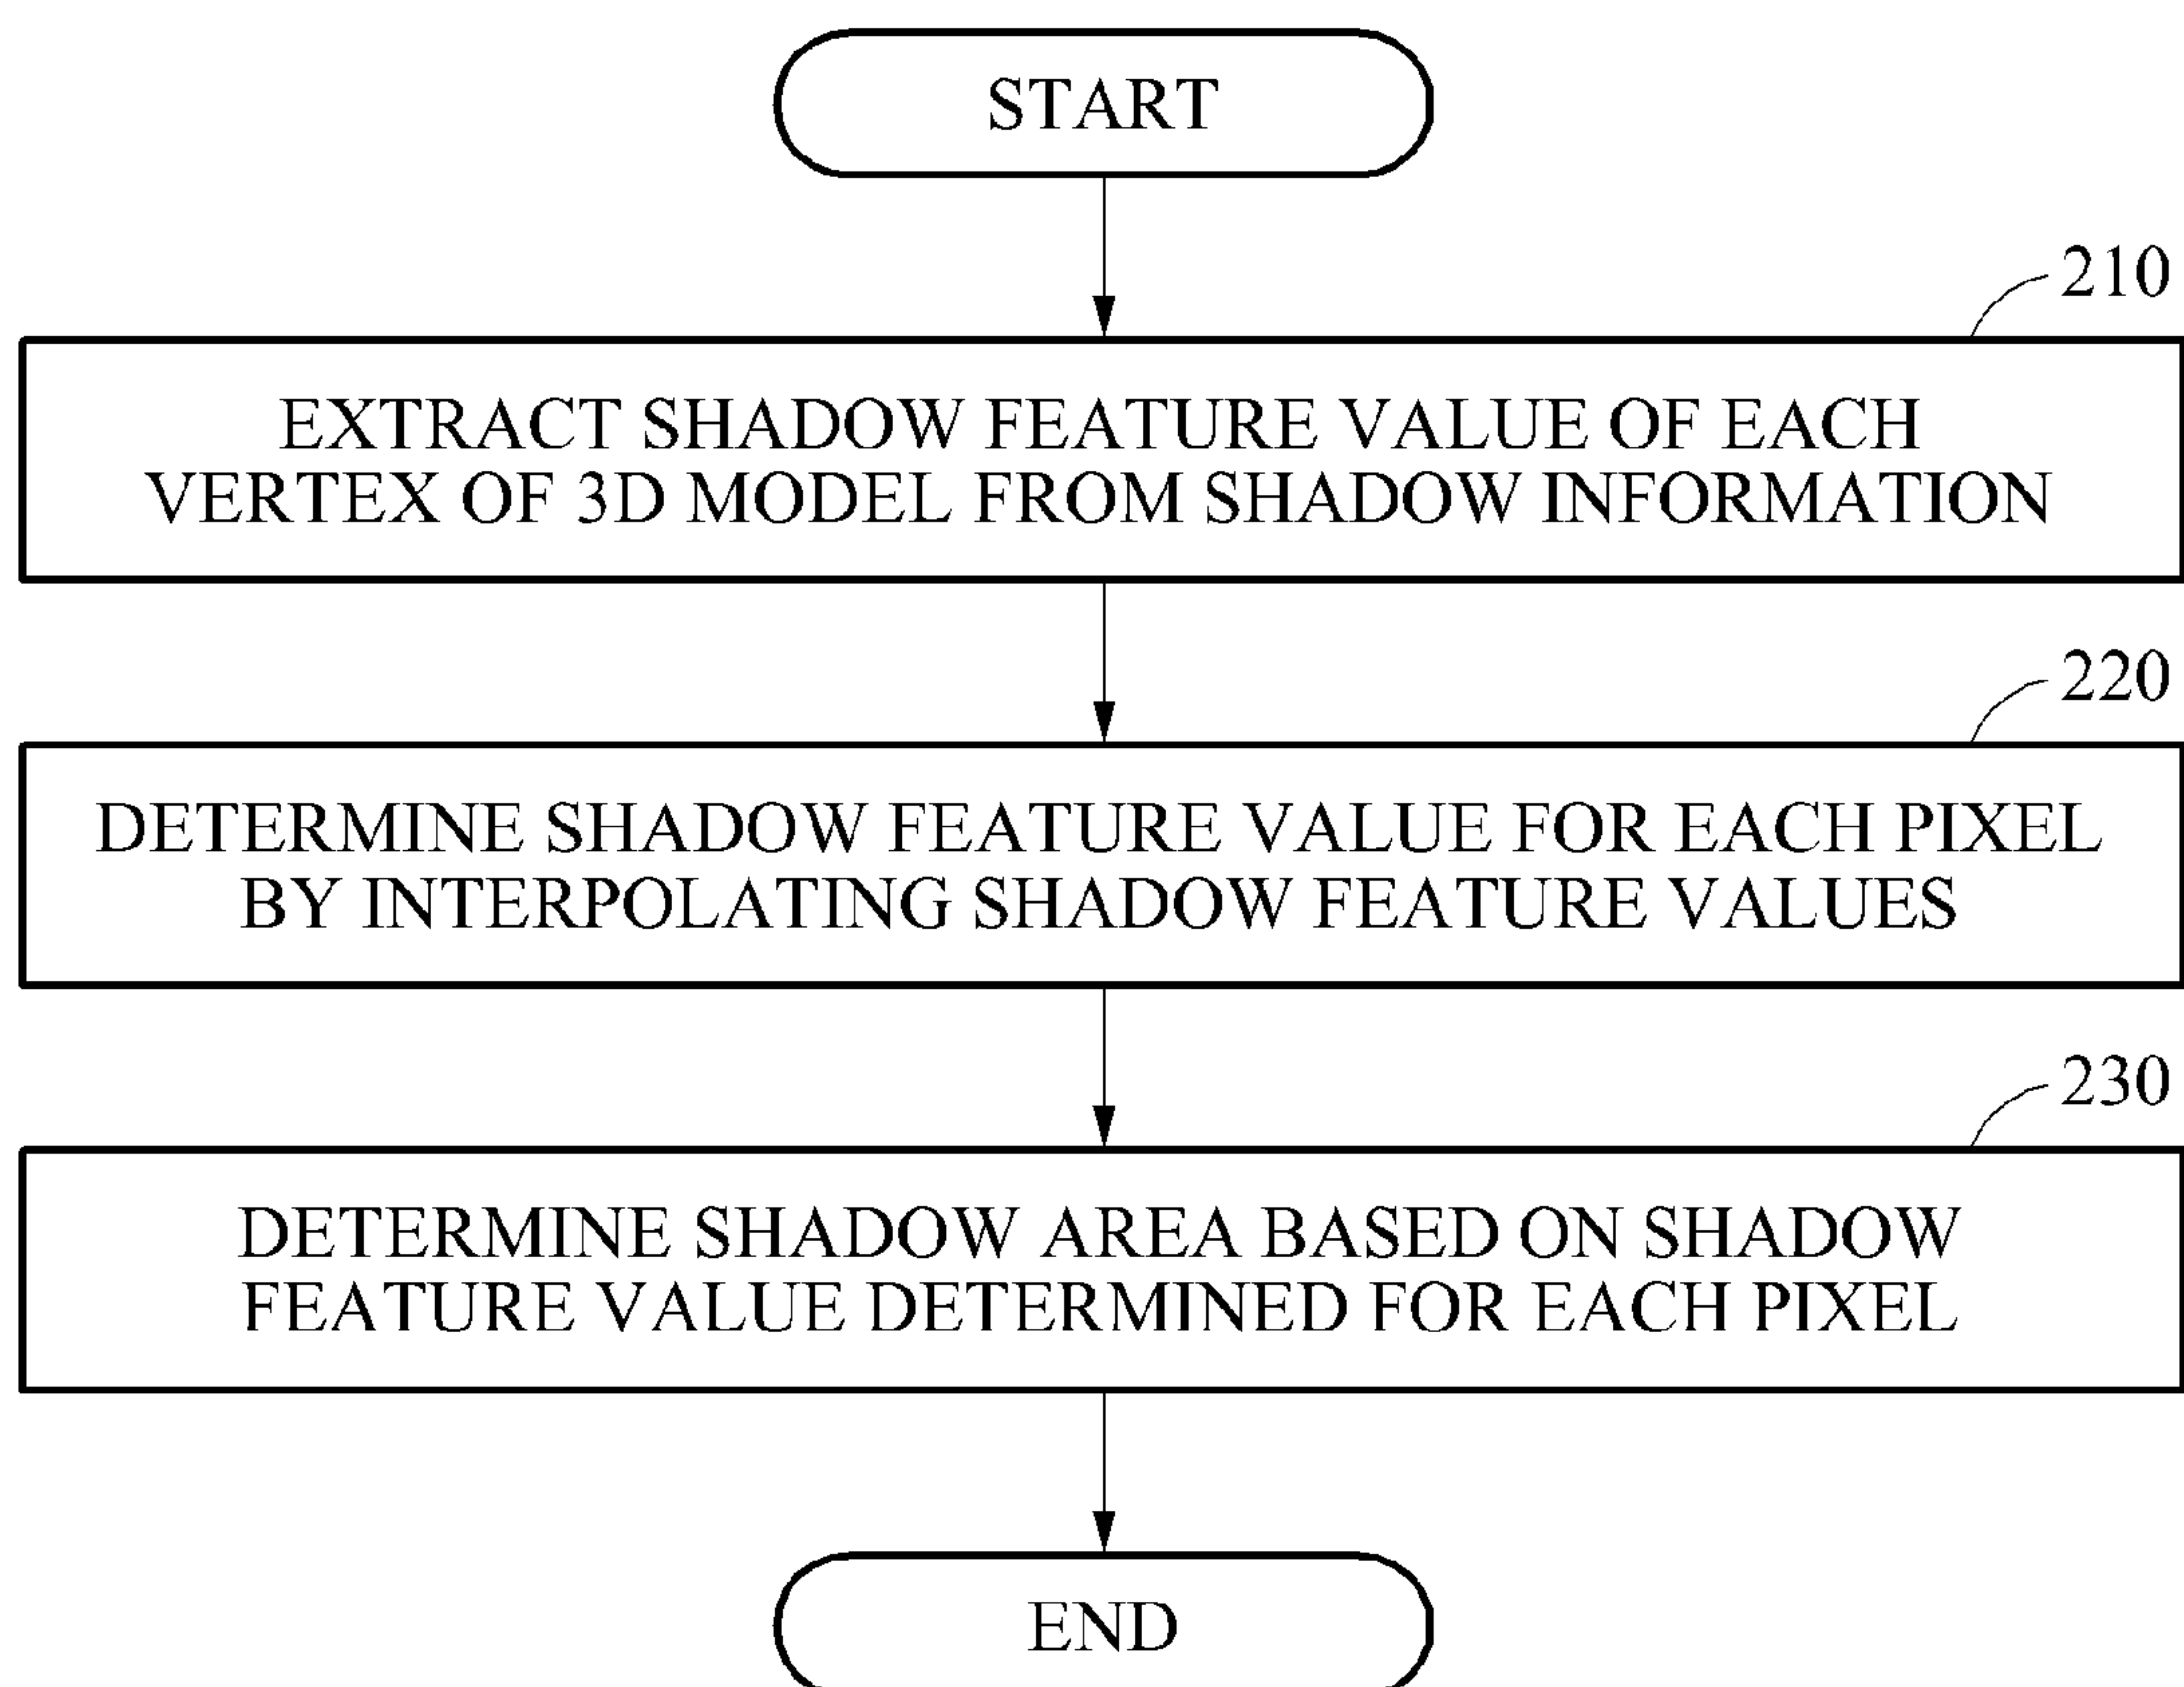 START
210
EXTRACT SHADOW FEATURE VALUE OF EACH
VERTEX OF 3D MODEL FROM SHADOW INFORMATION
220
DETERMINE SHADOW FEATURE VALUE FOR EACH PIXEL
BY INTERPOLATING SHADOW FEATURE VALUES
230
DETERMINE SHADOW AREA BASED ON SHADOW
FEATURE VALUE DETERMINED FOR EACH PIXEL
END